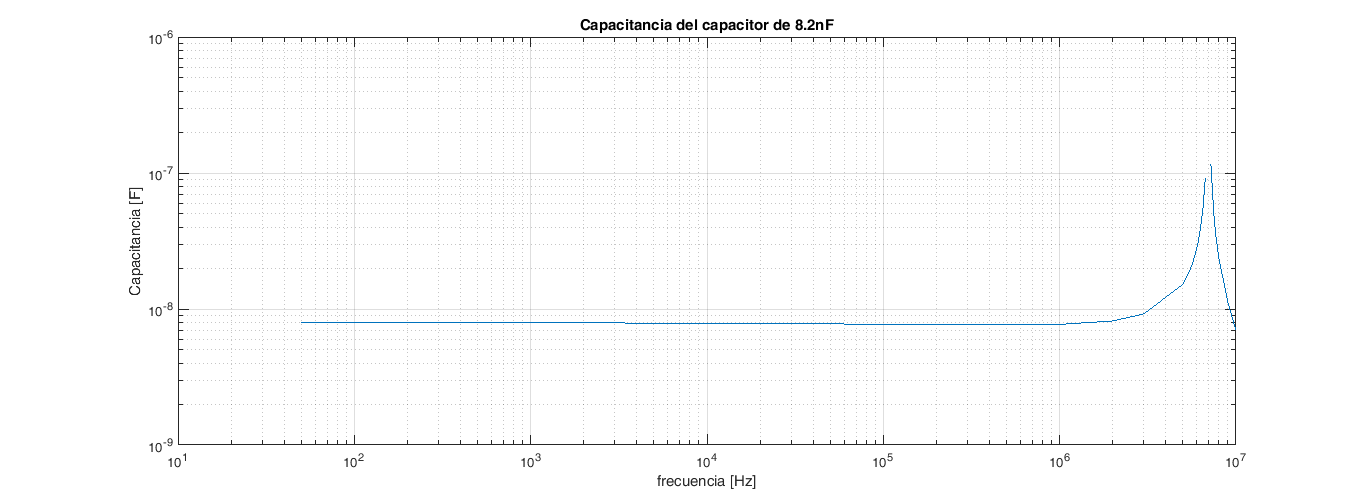 Capacitancia del capacitor de 8.2nF
10^-6
10^-7
10^-8
10^-9
Capacitancia [F]
10^1 10^2 10^3 10^4 10^5 10^6 10^7
frecuencia [Hz]